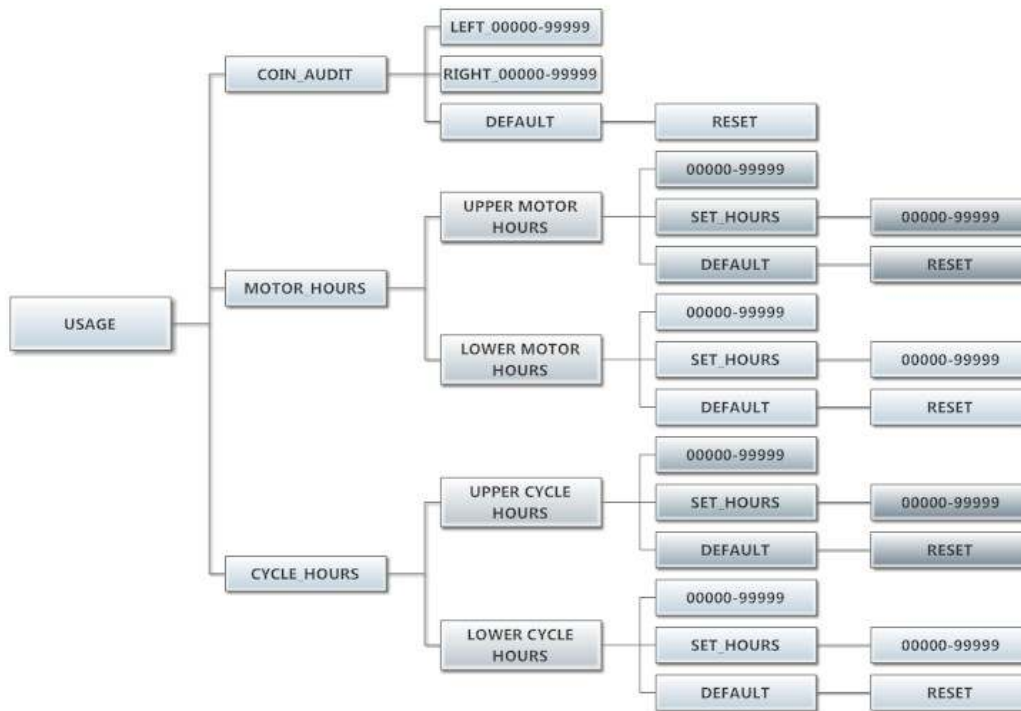 LEFT_00000-99999
COIN_AUDIT
RIGHT_00000-99999
DEFAULT
RESET
00000-99999
UPPER MOTOR
HOURS
SET_HOURS
00000-99999
DEFAULT
RESET
MOTOR_HOURS
00000-99999
USAGE
LOWER MOTOR
HOURS
SET_HOURS
00000-99999
DEFAULT
RESET
00000-99999
UPPER CYCLE
HOURS
SET_HOURS
00000-99999
DEFAULT
RESET
CYCLE_HOURS
00000-99999
LOWER CYCLE
HOURS
SET_HOURS
00000-99999
DEFAULT
RESET